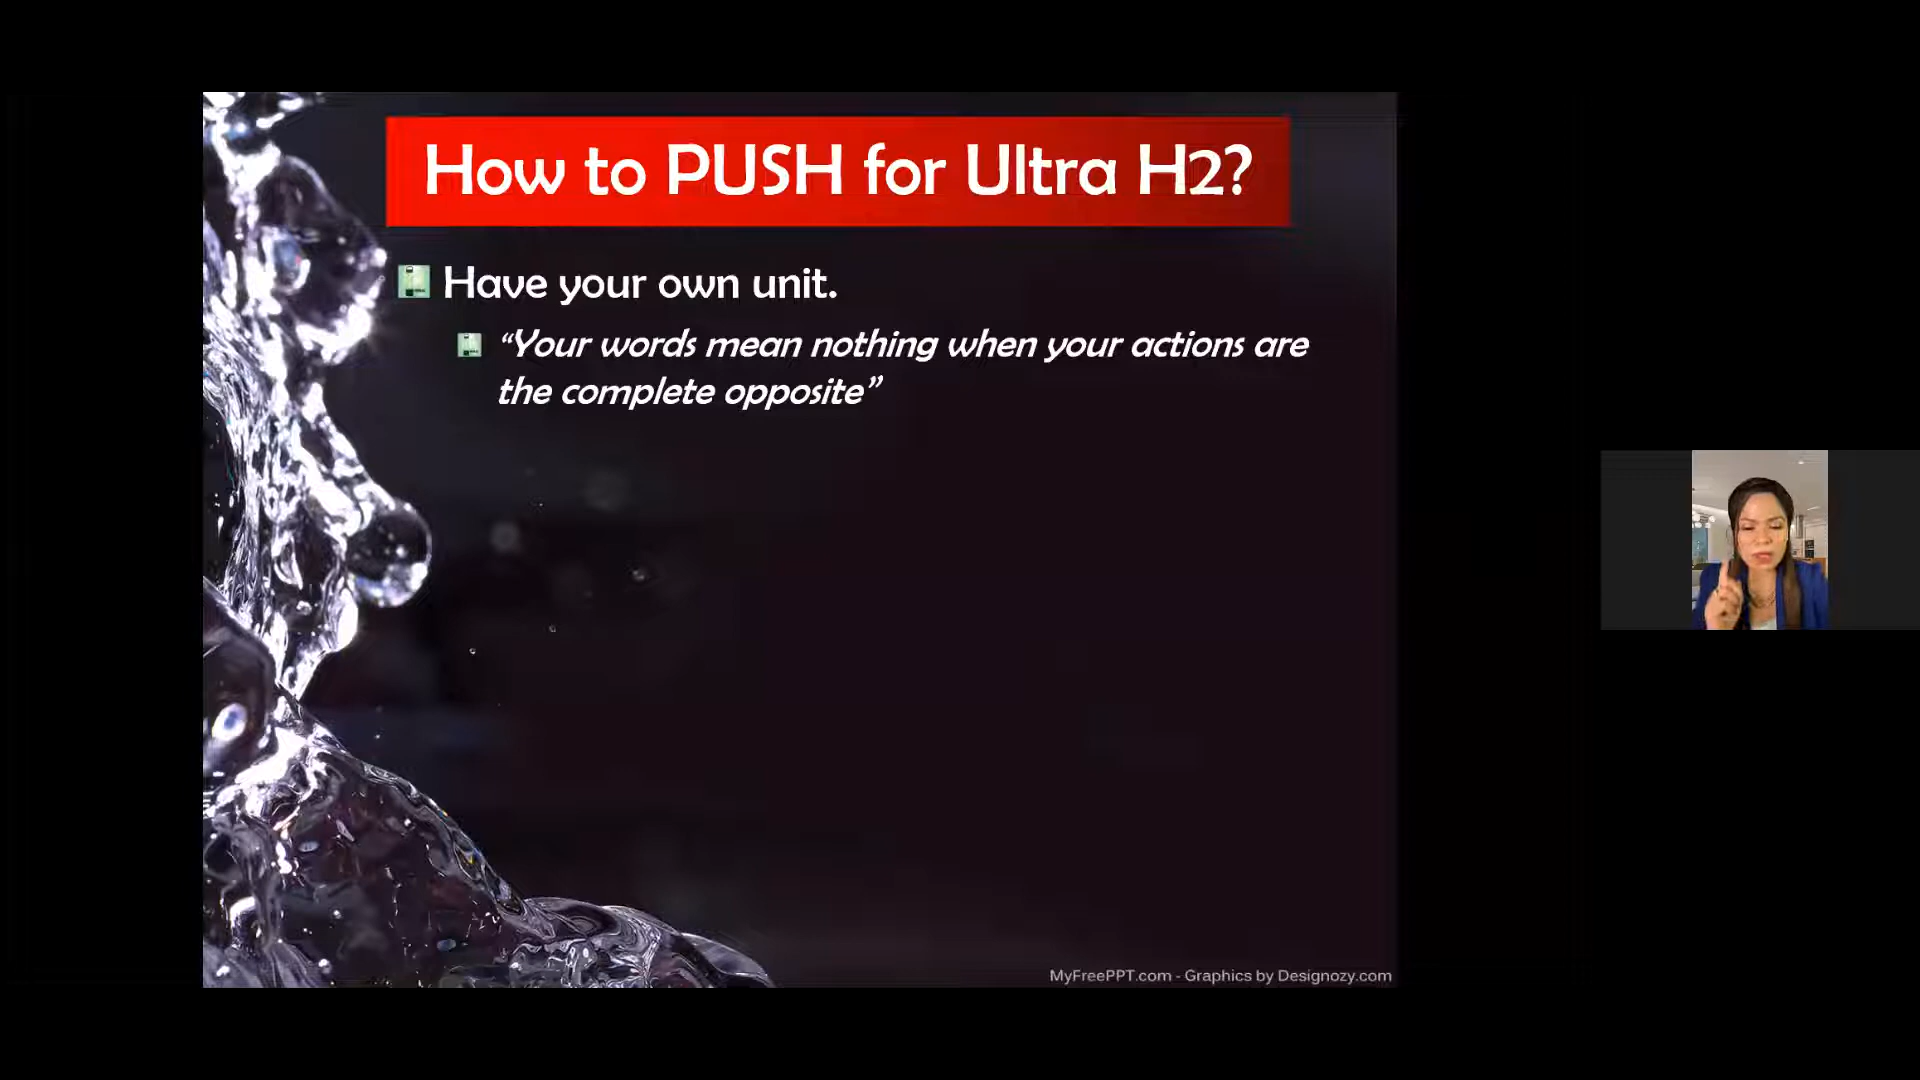 How to PUSH for Ultra H2?
Have your own unit.
“Your words mean nothing when your actions are
the complete opposite”
MyFreePPT.com - Graphics by Designozy.com